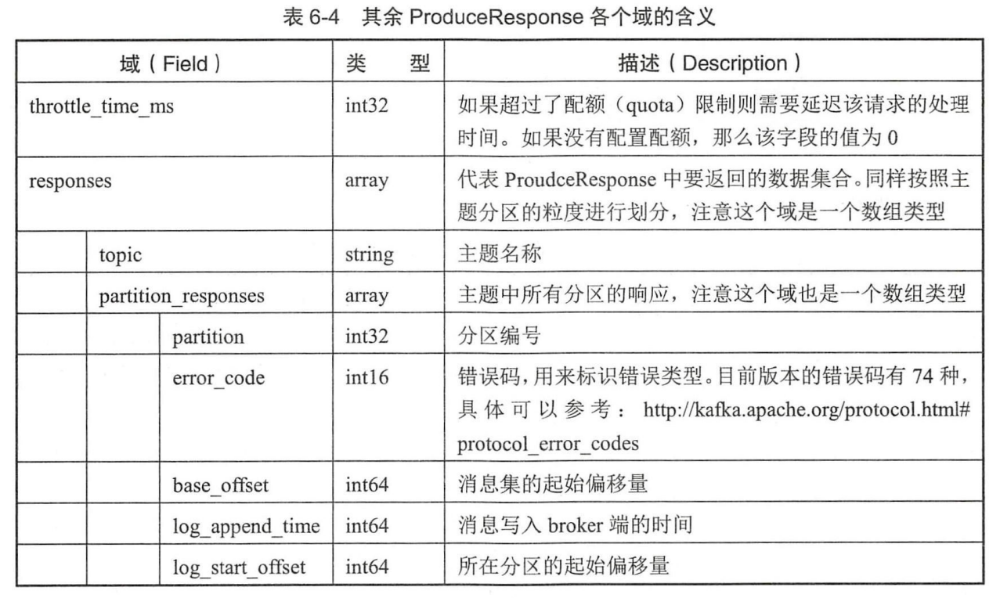 表 6-4 其余 ProduceResponse 各个域的含义
域（Field） 类 型 描述（Description）
throttle_time_ms int32 如果超过了配额（quota）限制则需要延迟该请求的处理
时间。如果没有配置配额，那么该字段的值为 0
responses array 代表 ProudceResponse 中要返回的数据集合。同样按照主
题分区的粒度进行划分，注意这个域是一个数组类型
topic string 主题名称
partition_responses array 主题中所有分区的响应，注意这个域也是一个数组类型
partition int32 分区编号
error_code int16 错误码，用来标识错误类型。目前版本的错误码有 74 种，
具体可以参考：http://kafka.apache.org/protocol.html#
protocol_error_codes
base_offset int64 消息集的起始偏移量
log_append_time int64 消息写入 broker 端的时间
log_start_offset int64 所在分区的起始偏移量